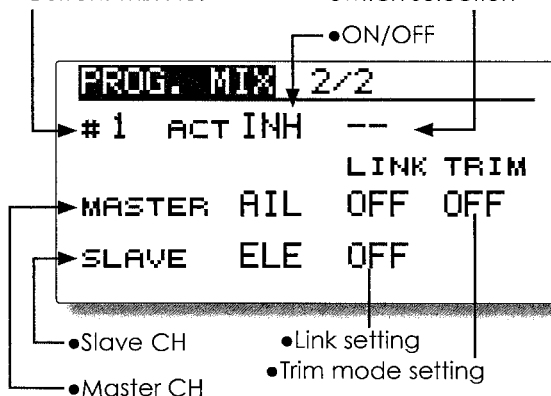 ●ON/OFF
PROG. MIX 2/2
#1 ACT INH --
LINK TRIM
MASTER AIL OFF OFF
SLAVE ELE OFF
●Slave CH
●Link setting
●Trim mode setting
●Master CH